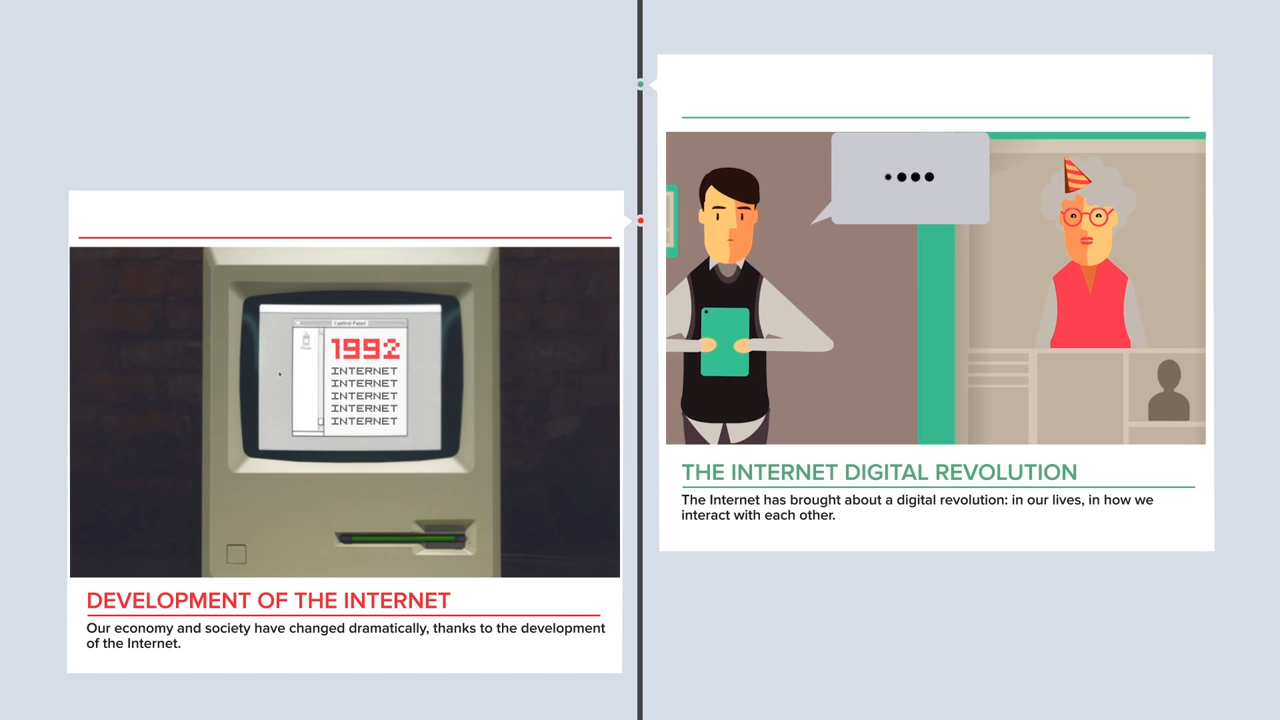 Control Panel
1992
INTERNET
INTERNET
INTERNET
INTERNET
INTERNET
DEVELOPMENT OF THE INTERNET
Our economy and society have changed dramatically, thanks to the development
of the Internet.
THE INTERNET DIGITAL REVOLUTION
The Internet has brought about a digital revolution: in our lives, in how we
interact with each other.